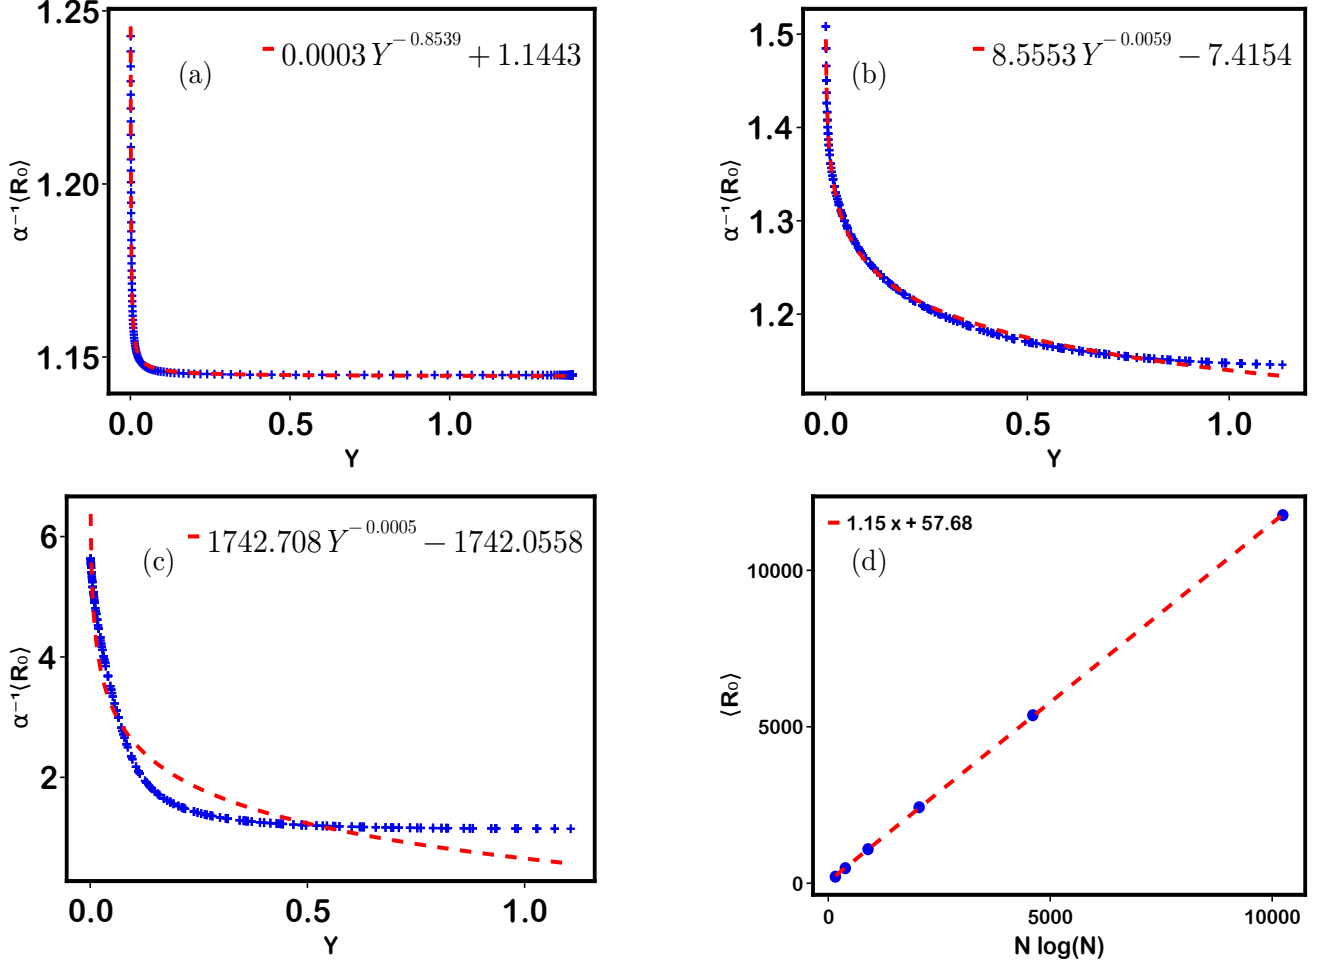 1.25
1.20
1.15
α⁻¹⟨R₀⟩
0.0003 Y^{-0.8539} + 1.1443
(a)
0.0 0.5 1.0
Y
1.5
1.4
1.3
1.2
α⁻¹⟨R₀⟩
8.5553 Y^{-0.0059} − 7.4154
(b)
0.0 0.5 1.0
Y
6
4
2
α⁻¹⟨R₀⟩
1742.708 Y^{-0.0005} − 1742.0558
(c)
0.0 0.5 1.0
Y
10000
5000
0
⟨R₀⟩
1.15 x + 57.68
(d)
0 5000 10000
N log(N)